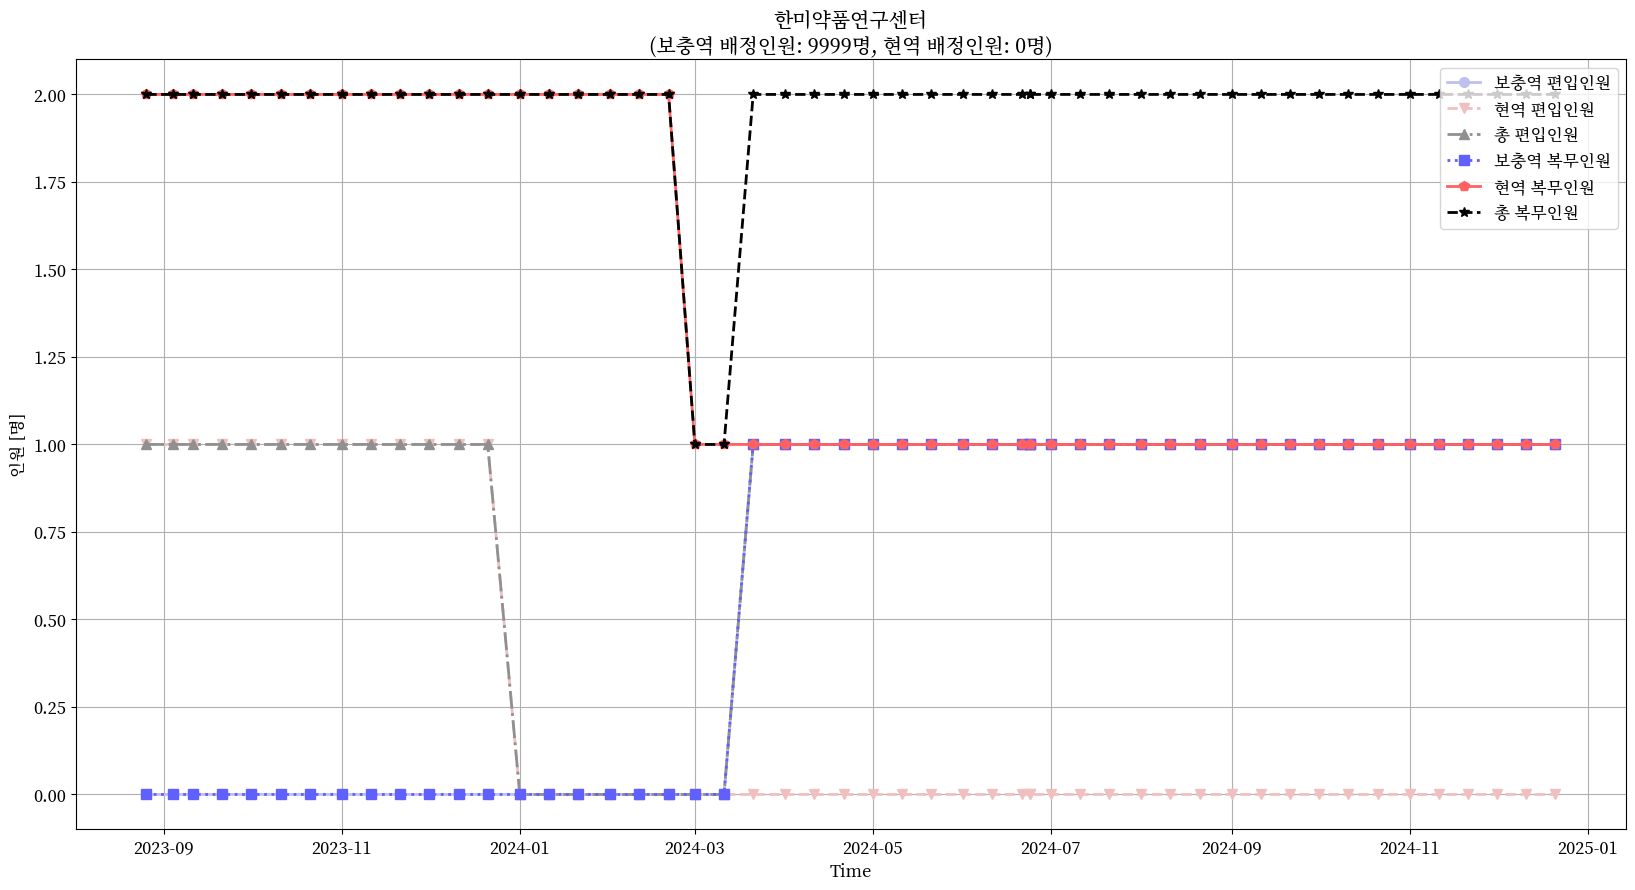 한미약품연구센터
(보충역 배정인원: 9999명, 현역 배정인원: 0명)
보충역 편입인원
현역 편입인원
총 편입인원
보충역 복무인원
현역 복무인원
총 복무인원
인원 [명]
2.00
1.75
1.50
1.25
1.00
0.75
0.50
0.25
0.00
2023-09
2023-11
2024-01
2024-03
2024-05
2024-07
2024-09
2024-11
2025-01
Time